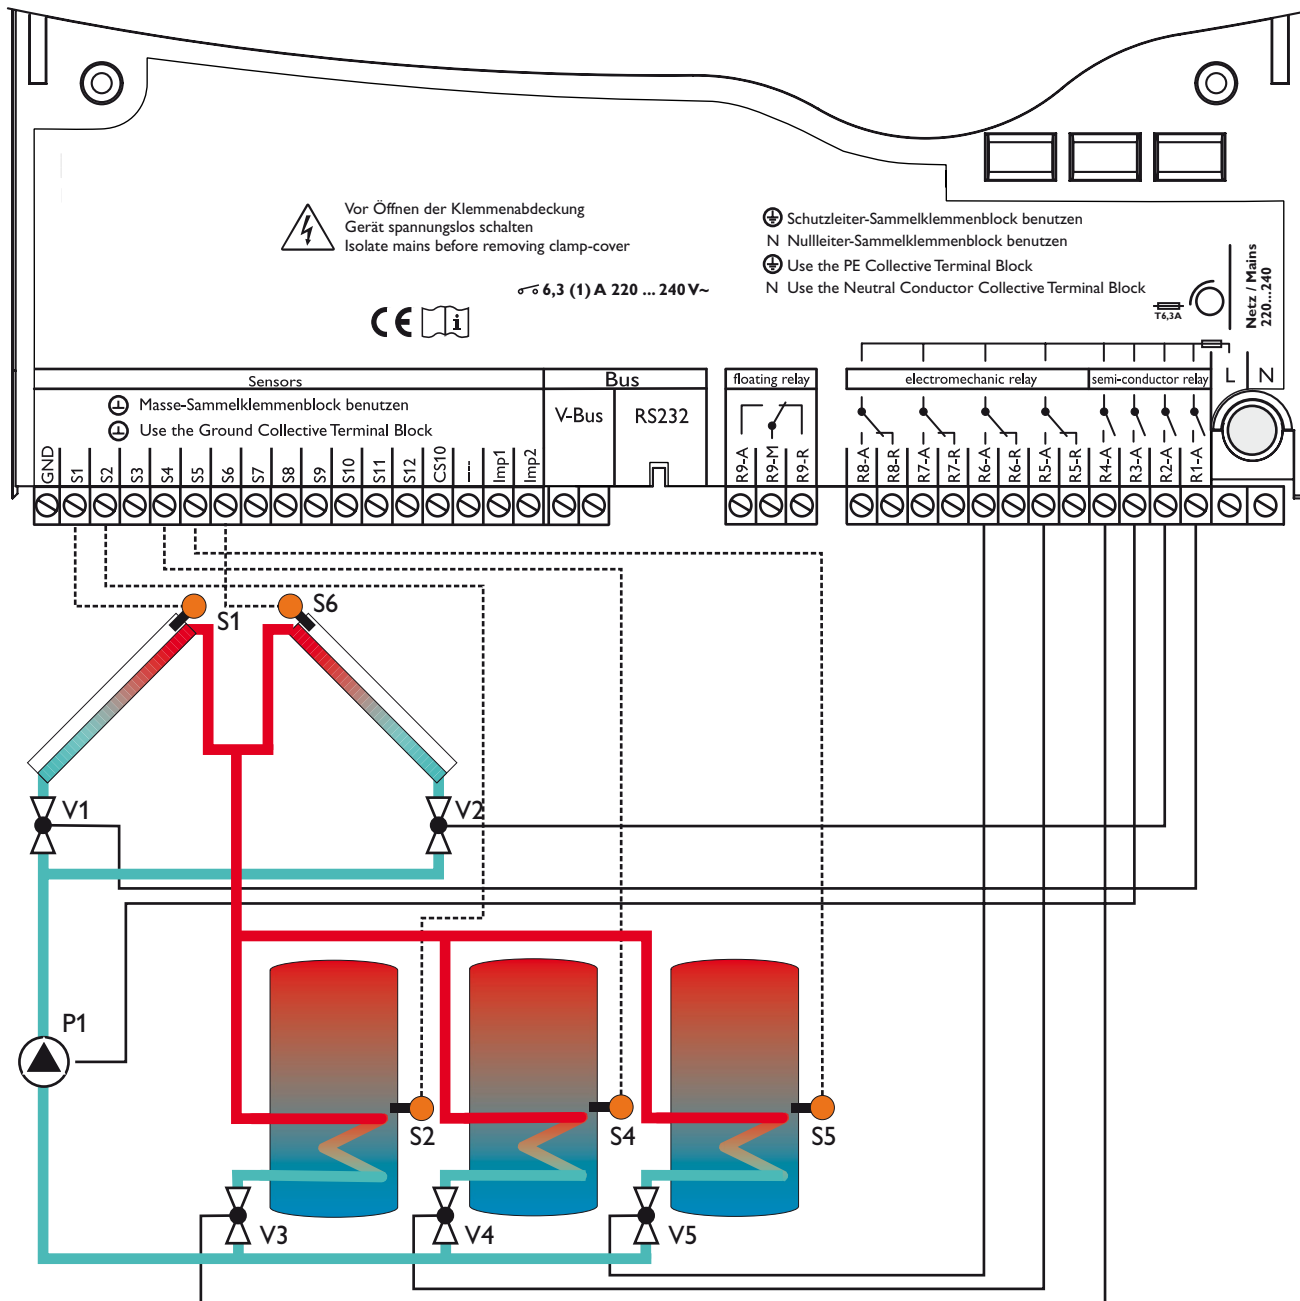 Vor Öffnen der Klemmenabdeckung
Gerät spannungslos schalten
Isolate mains before removing clamp-cover
6,3 (1) A 220 ... 240 V~
CE
i
Schutzleiter-Sammelklemmenblock benutzen
N Nullleiter-Sammelklemmenblock benutzen
Use the PE Collective Terminal Block
N Use the Neutral Conductor Collective Terminal Block
T6,3A
Netz / Mains
220...240
L N
Sensors
Masse-Sammelklemmenblock benutzen
Use the Ground Collective Terminal Block
Bus
V-Bus RS232
floating relay
electromechanic relay
semi-conductor relay
GND S1 S2 S3 S4 S5 S6 S7 S8 S9 S10 S11 S12 CS10 --- Imp1 Imp2
R9-A R9-M R9-R
R8-A R8-R R7-A R7-R R6-A R6-R R5-A R5-R R4-A R3-A R2-A R1-A
S1 S6
V1 V2
P1
S2 S4 S5
V3 V4 V5